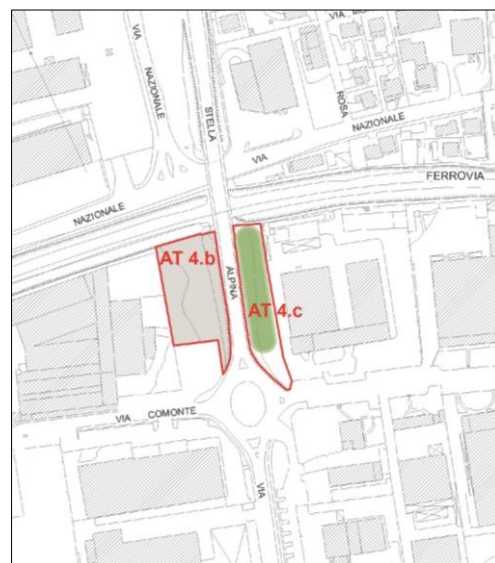 VIA
NAZIONALE
STELLA
ROSA
VIA
NAZIONALE
FERROVIA
NAZIONALE
AT 4.b
ALPINA
AT 4.c
VIA COMONTE
VIA